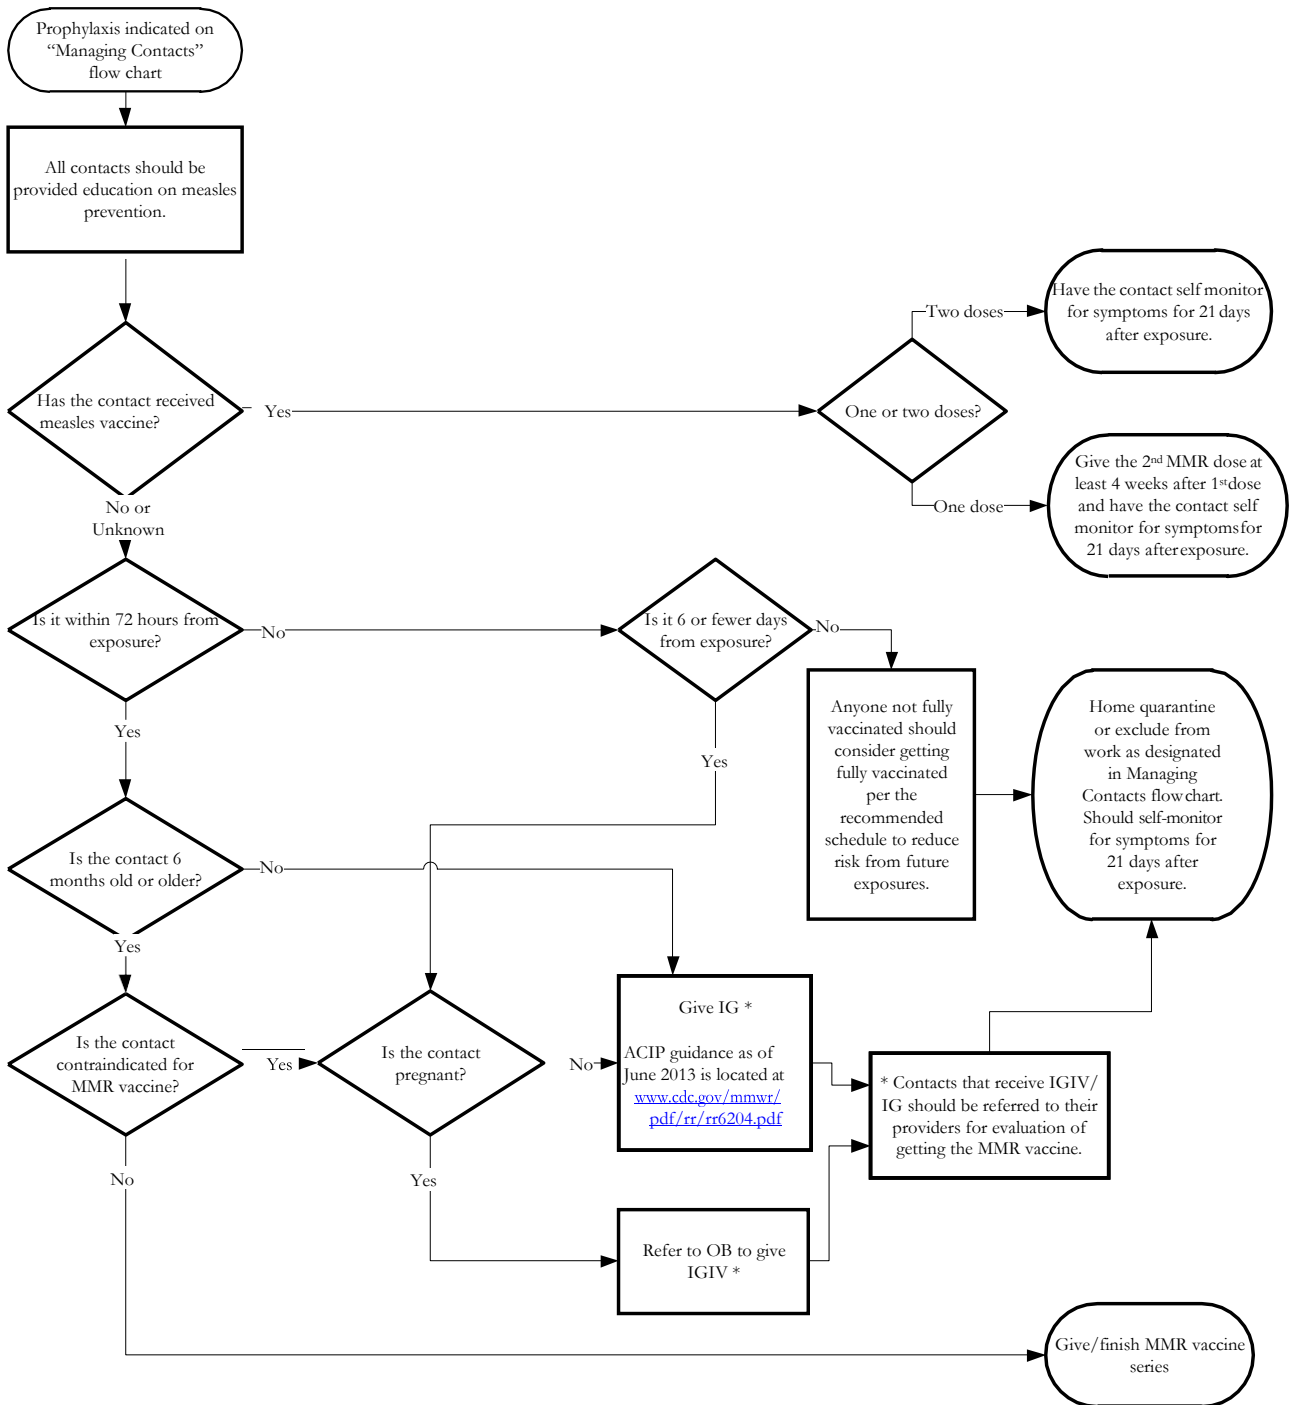 Prophylaxis indicated on
“Managing Contacts”
flow chart
All contacts should be
provided education on measles
prevention.
Has the contact received
measles vaccine?
Yes
One or two doses?
Two doses
Have the contact self monitor
for symptoms for 21 days
after exposure.
One dose
Give the 2nd MMR dose at
least 4 weeks after 1st dose
and have the contact self
monitor for symptoms for
21 days after exposure.
No or
Unknown
Is it within 72 hours from
exposure?
No
Is it 6 or fewer days
from exposure?
No
Anyone not fully
vaccinated should
consider getting
fully vaccinated
per the
recommended
schedule to reduce
risk from future
exposures.
Home quarantine
or exclude from
work as designated
in Managing
Contacts flowchart.
Should self-monitor
for symptoms for
21 days after
exposure.
Yes
Yes
Is the contact 6
months old or older?
No
Yes
Is the contact
contraindicated for
MMR vaccine?
Yes
Is the contact
pregnant?
No
Give IG *
ACIP guidance as of
June 2013 is located at
www.cdc.gov/mmwr/
pdf/rr/rr6204.pdf
* Contacts that receive IGIV/
IG should be referred to their
providers for evaluation of
getting the MMR vaccine.
No
Yes
Refer to OB to give
IGIV *
Give/finish MMR vaccine
series